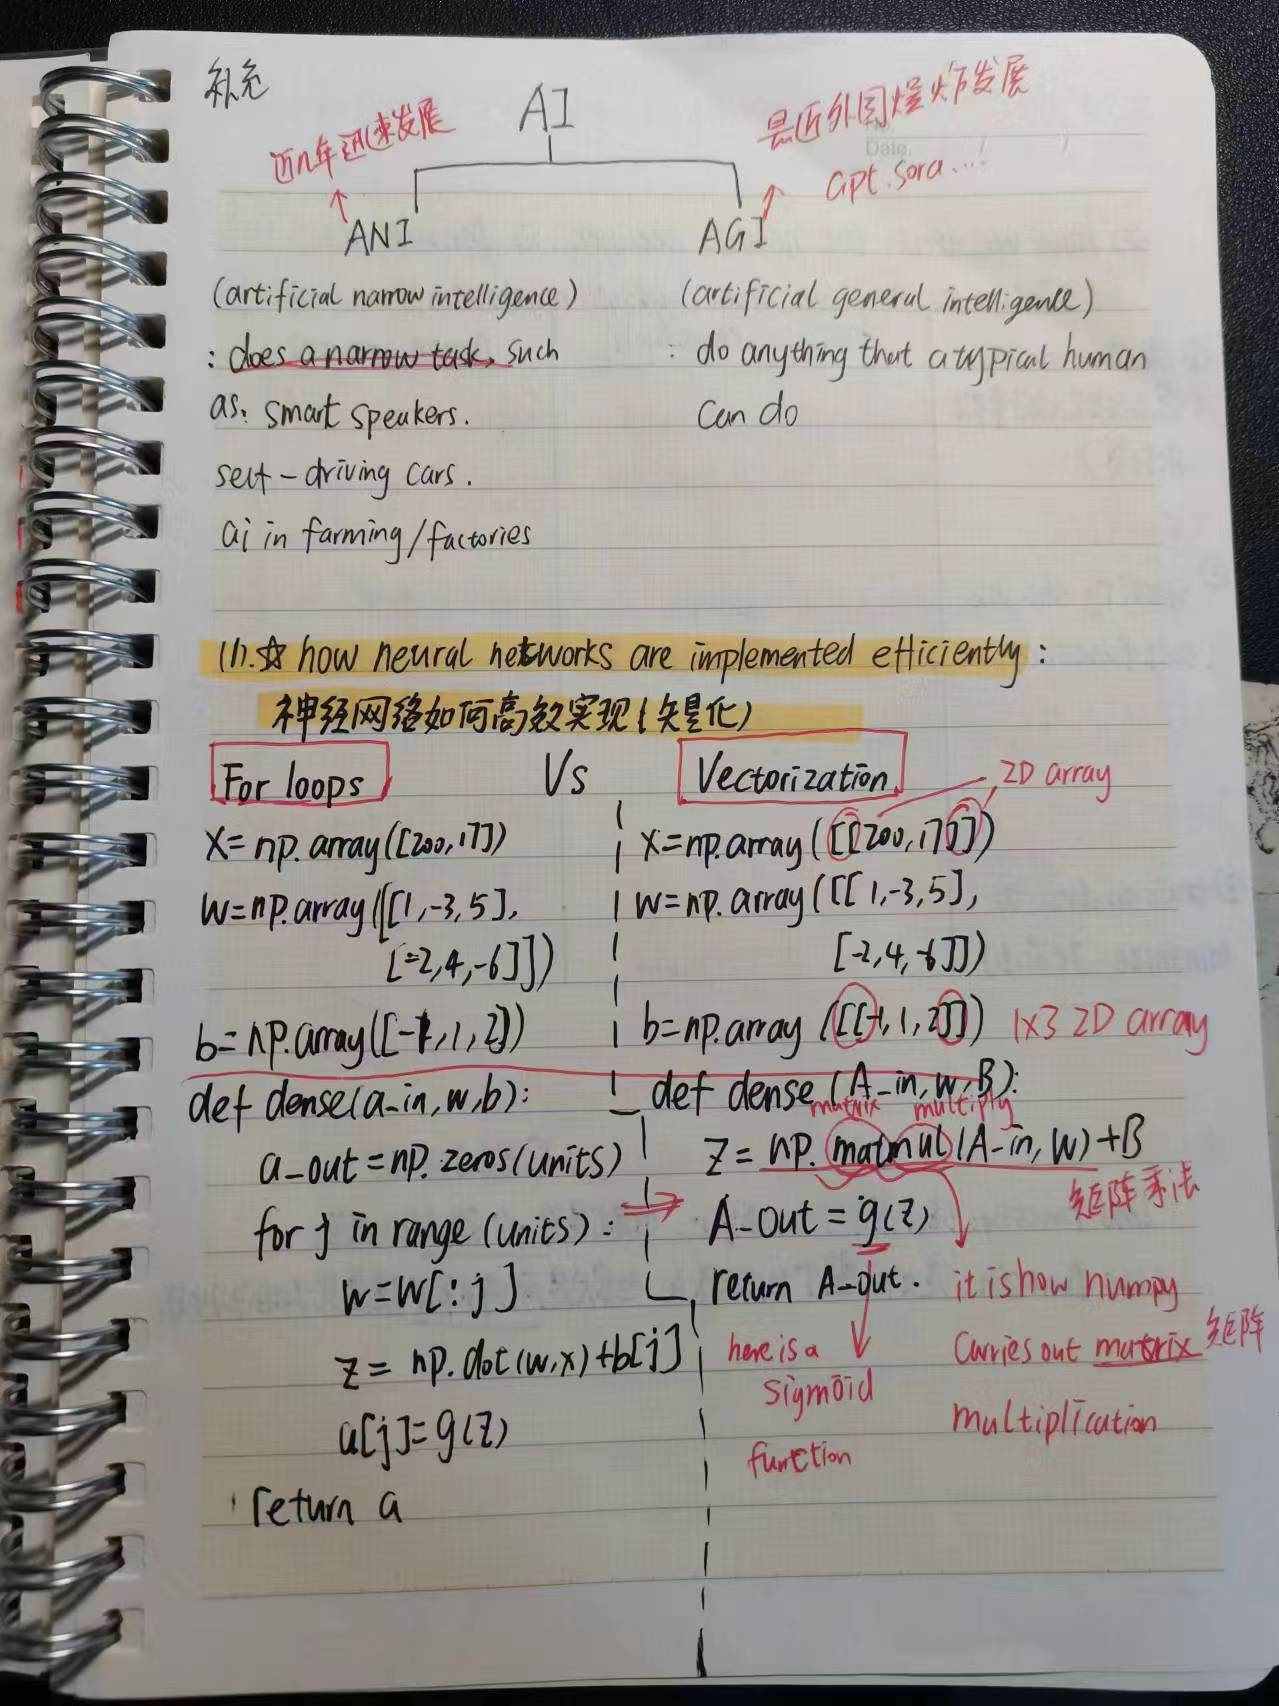 补充
AI
近几年迅速发展
最近外国爆炸发展
Date.
gpt.sora....
ANI
AGI
(artificial narrow intelligence)
(artificial general intelligence)
: does a narrow task, such
: do anything that a typical human
as: smart speakers.
can do
self-driving cars.
ai in farming/factories
11.☆ how neural networks are implemented efficiently:
神经网络如何高效实现(矢量化)
For loops
Vs
Vectorization
2D array
X=np.array([200,17])
X=np.array([[200,17]])
W=np.array([[1,-3,5],
W=np.array([[1,-3,5],
[-2,4,-6]])
[-2,4,-6]])
b=np.array([-1,1,2])
b=np.array([[-1,1,2]]) 1x3 2D array
def dense(a-in,w,b):
def dense(A-in,W,B):
matrix multiply
a-out=np.zeros(units)
Z=np.matmul(A-in,W)+B
矩阵乘法
for j in range(units):
A-out=g(Z)
w=W[:j]
return A-out.
it is how numpy
z=np.dot(w,x)+b[j]
here is a
carries out matrix 矩阵
sigmoid
a[j]=g(z)
multiplication
function
return a